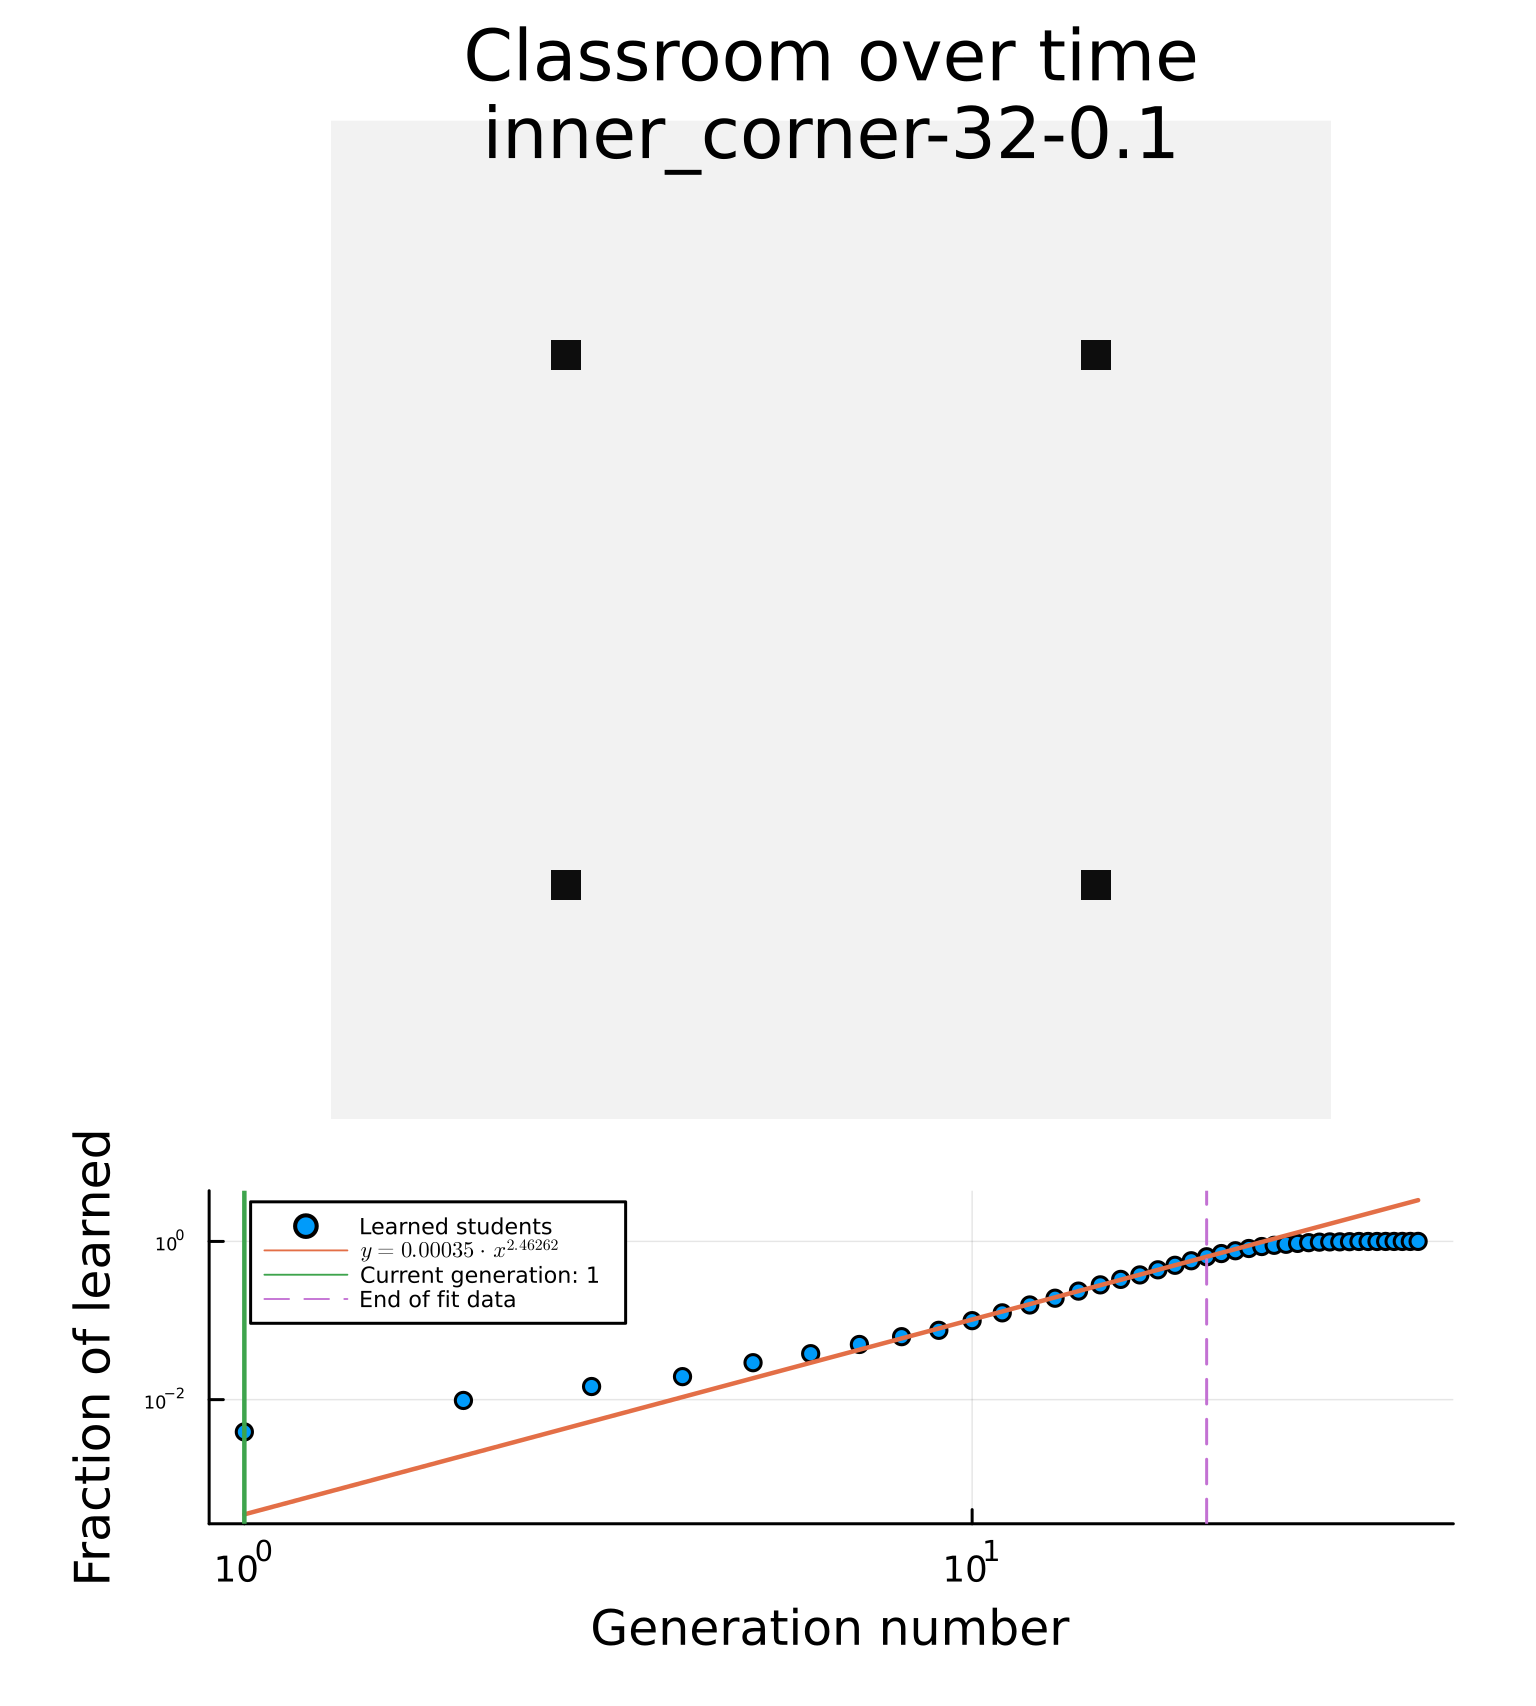 Classroom over time
inner_corner-32-0.1
Fraction of learned
10^0
10^-2
Learned students
y = 0.00035 · x^2.46262
Current generation: 1
End of fit data
10^0
10^1
Generation number